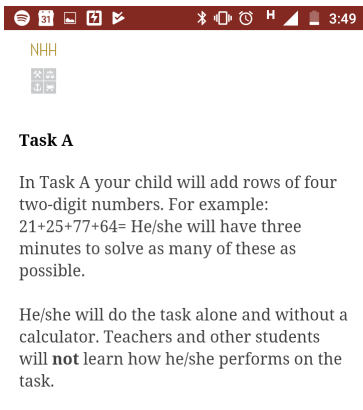 31 H 3:49
NHH
Task A
In Task A your child will add rows of four
two-digit numbers. For example:
21+25+77+64= He/she will have three
minutes to solve as many of these as
possible.
He/she will do the task alone and without a
calculator. Teachers and other students
will not learn how he/she performs on the
task.